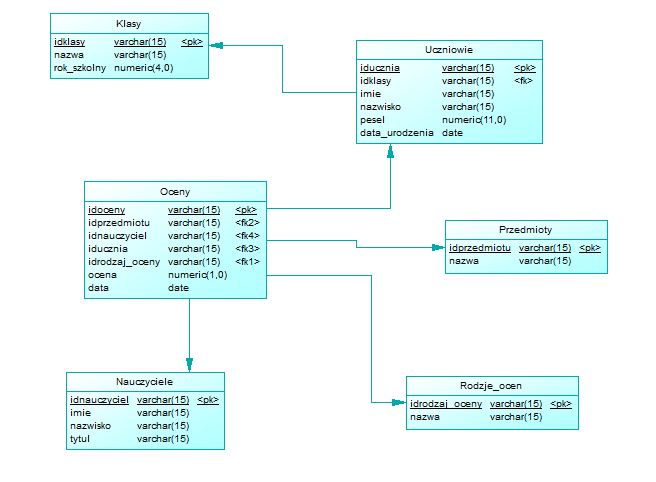 Klasy
idklasy varchar(15) <pk>
nazwa varchar(15)
rok_szkolny numeric(4,0)
Uczniowie
iducznia varchar(15) <pk>
idklasy varchar(15) <fk>
imie varchar(15)
nazwisko varchar(15)
pesel numeric(11,0)
data_urodzenia date
Oceny
idoceny varchar(15) <pk>
idprzedmiotu varchar(15) <fk2>
idnauczyciel varchar(15) <fk4>
iducznia varchar(15) <fk3>
idrodzaj_oceny varchar(15) <fk1>
ocena numeric(1,0)
data date
Przedmioty
idprzedmiotu varchar(15) <pk>
nazwa varchar(15)
Nauczyciele
idnauczyciel varchar(15) <pk>
imie varchar(15)
nazwisko varchar(15)
tytul varchar(15)
Rodzje_ocen
idrodzaj_oceny varchar(15) <pk>
nazwa varchar(15)